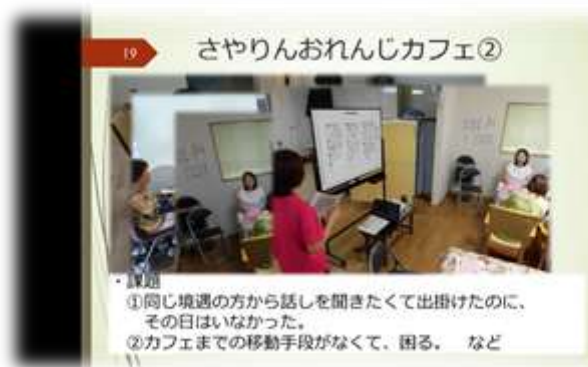 19
さやりんおれんじカフェ②
・課題
①同じ境遇の方から話しを聞きたくて出掛けたのに、
その日はいなかった。
②カフェまでの移動手段がなくて、困る。　など